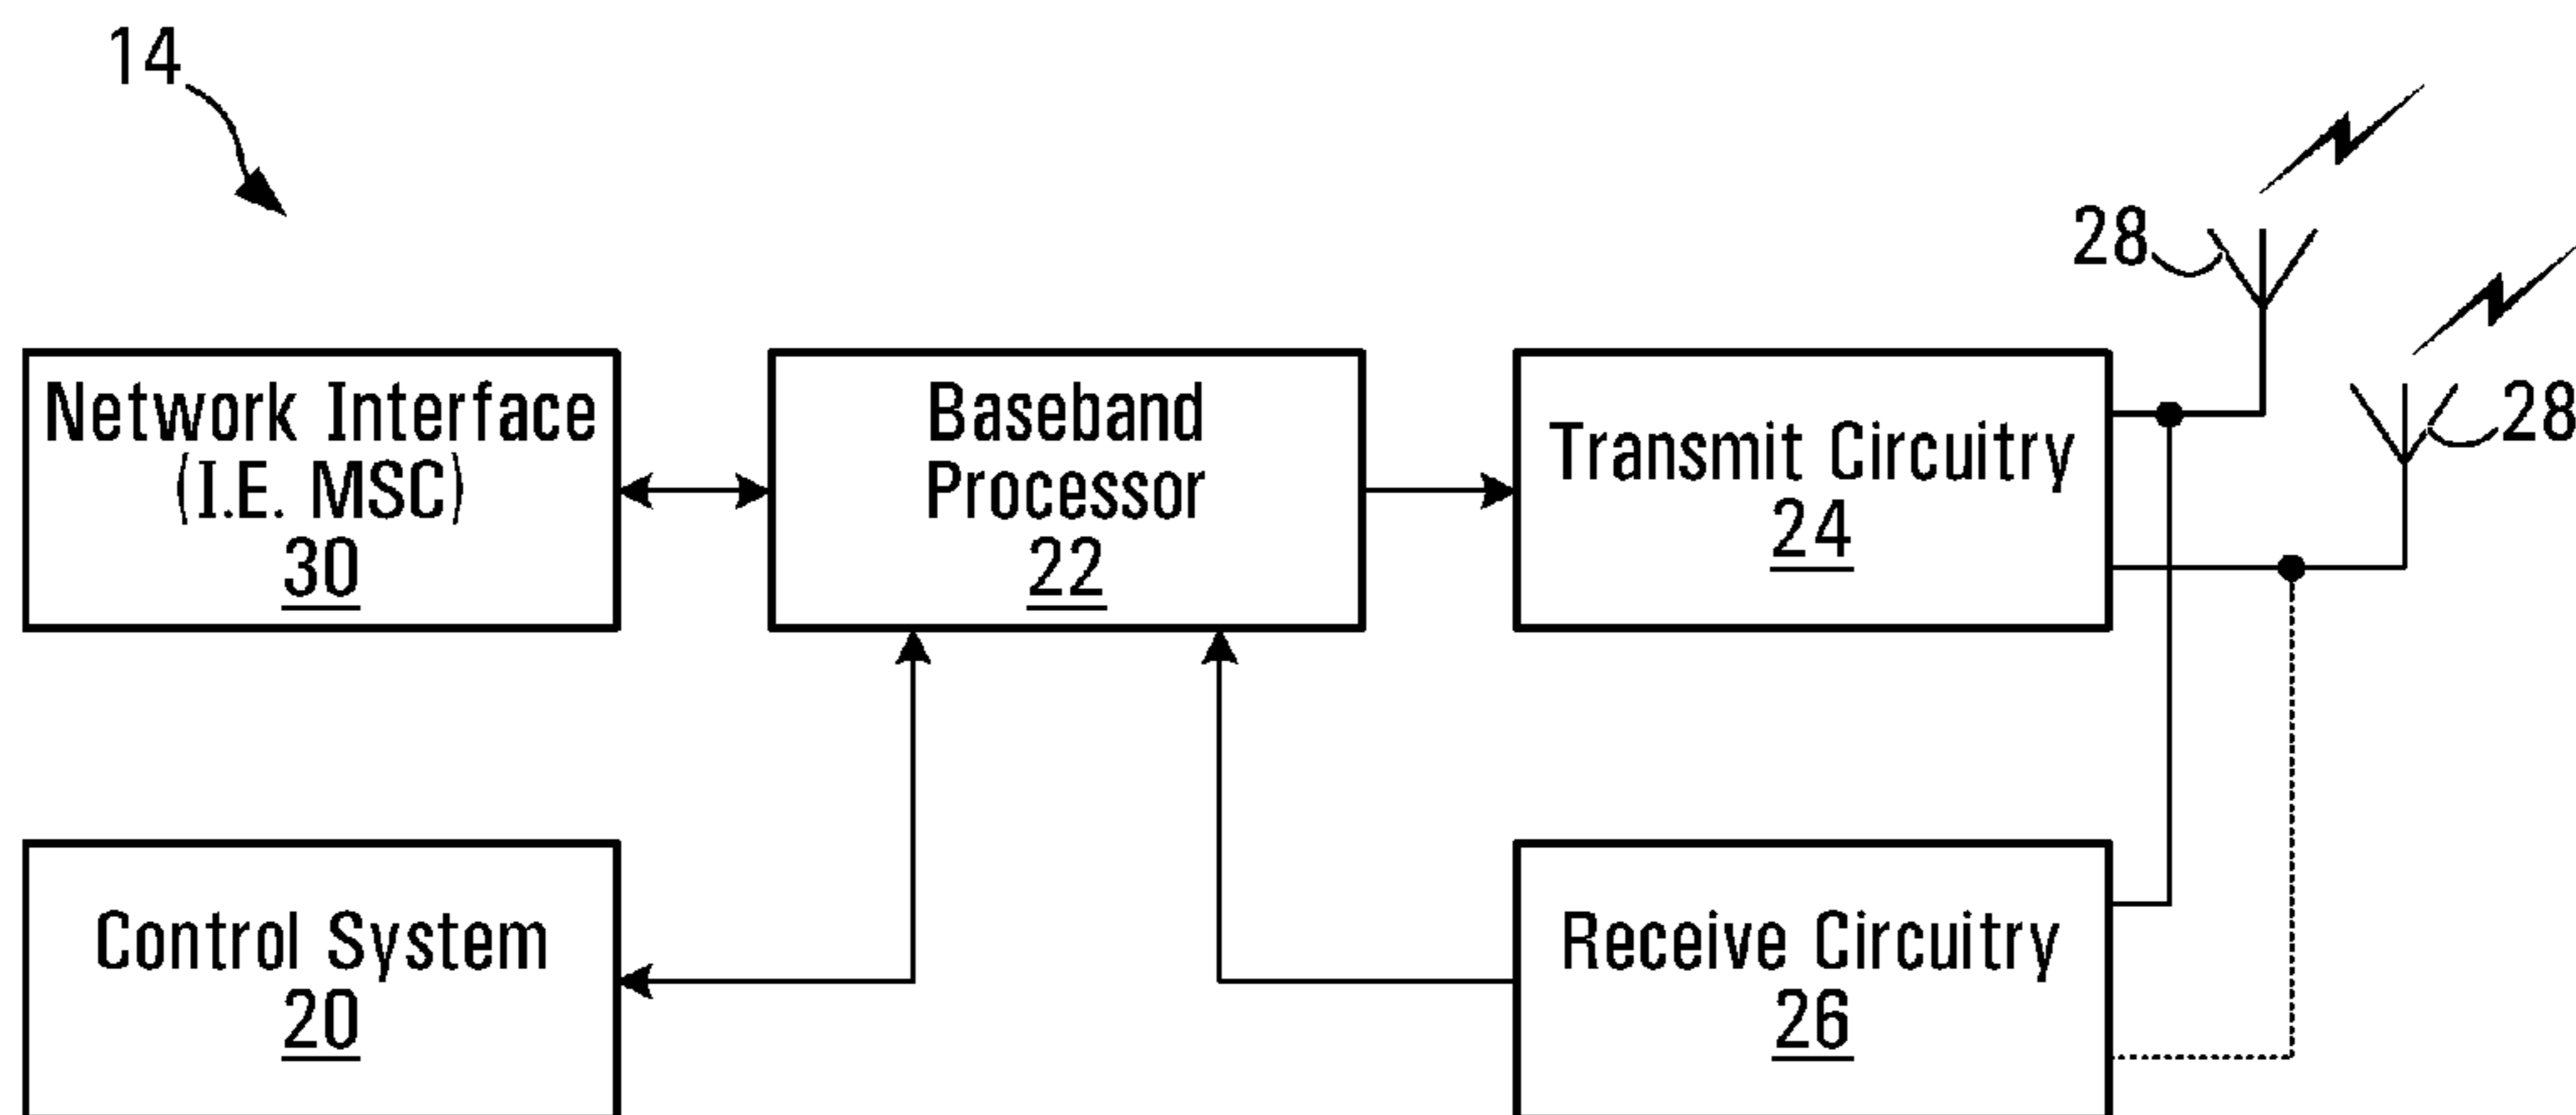 14
28
28
Network Interface
(I.E. MSC)
30
Baseband
Processor
22
Transmit Circuitry
24
Control System
20
Receive Circuitry
26